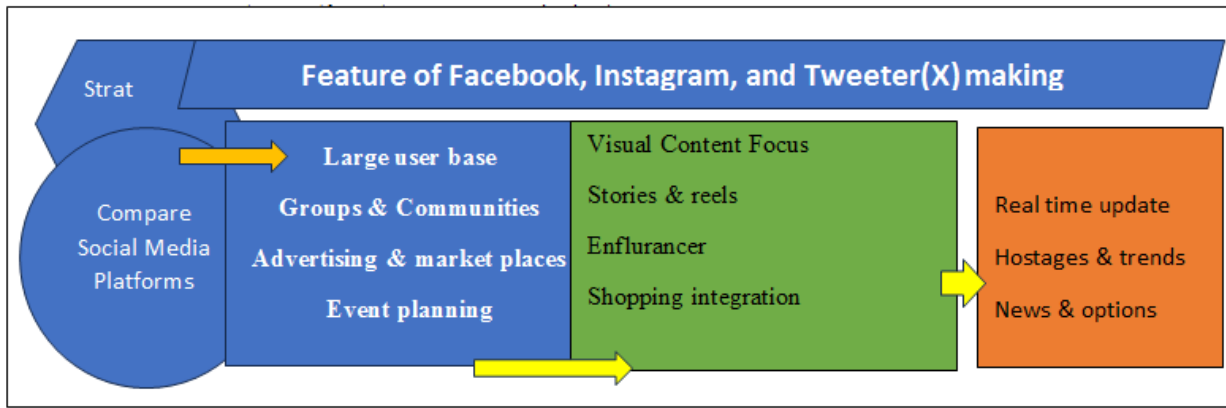 Strat
Feature of Facebook, Instagram, and Tweeter(X) making
Compare
Social Media
Platforms
Large user base
Groups & Communities
Advertising & market places
Event planning
Visual Content Focus
Stories & reels
Enflurancer
Shopping integration
Real time update
Hostages & trends
News & options